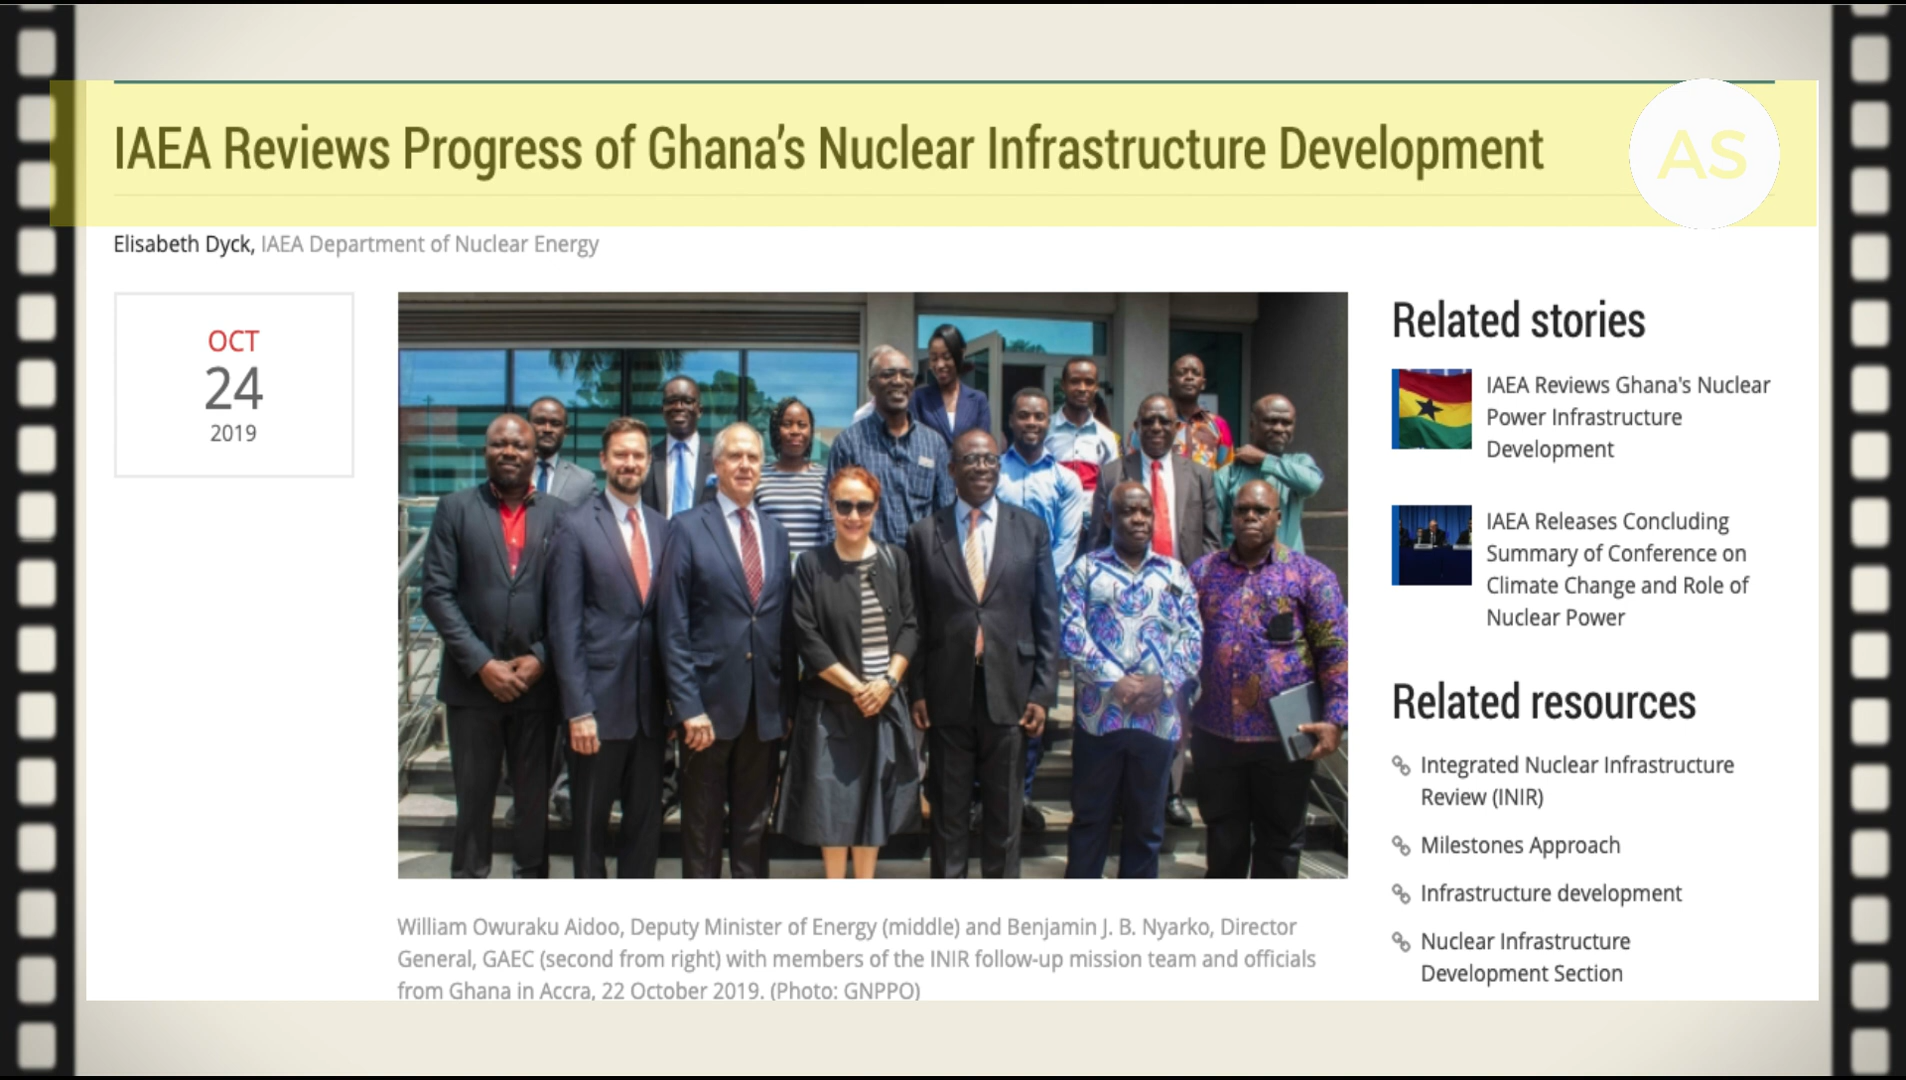 IAEA Reviews Progress of Ghana's Nuclear Infrastructure Development
AS
Elisabeth Dyck, IAEA Department of Nuclear Energy
OCT
24
2019
William Owuraku Aidoo, Deputy Minister of Energy (middle) and Benjamin J. B. Nyarko, Director
General, GAEC (second from right) with members of the INIR follow-up mission team and officials
from Ghana in Accra, 22 October 2019. (Photo: GNPPO)
Related stories
IAEA Reviews Ghana's Nuclear
Power Infrastructure
Development
IAEA Releases Concluding
Summary of Conference on
Climate Change and Role of
Nuclear Power
Related resources
Integrated Nuclear Infrastructure
Review (INIR)
Milestones Approach
Infrastructure development
Nuclear Infrastructure
Development Section